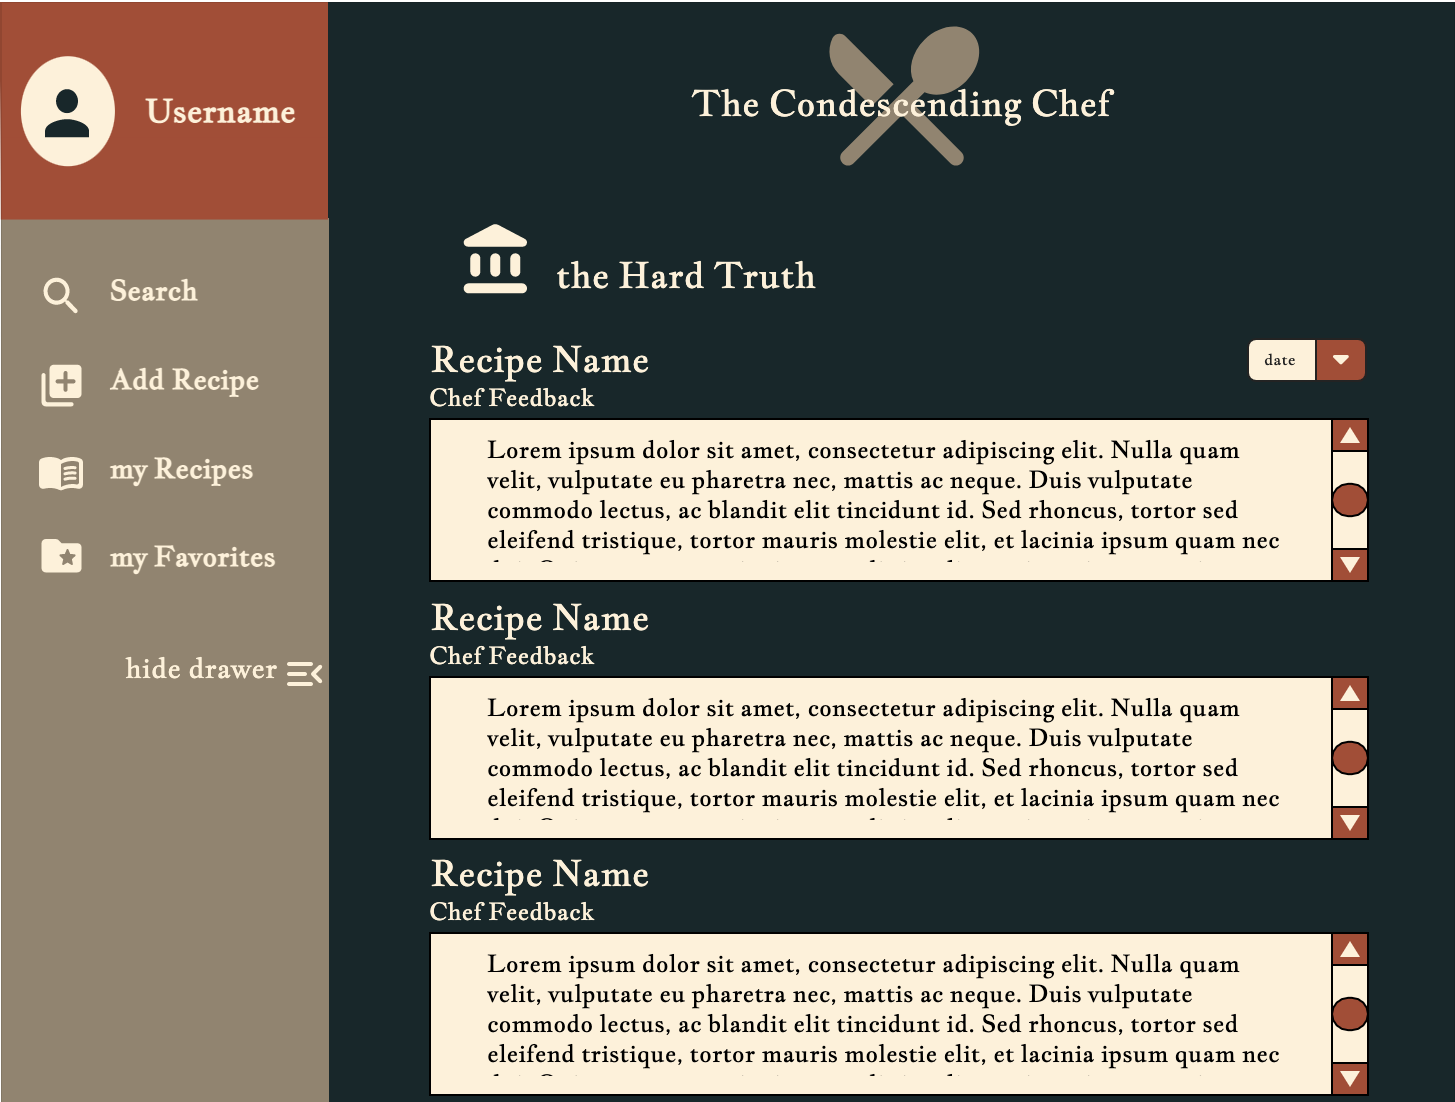 Username
The Condescending Chef
Search
Add Recipe
my Recipes
my Favorites
hide drawer
the Hard Truth
Recipe Name
date
Chef Feedback
Lorem ipsum dolor sit amet, consectetur adipiscing elit. Nulla quam
velit, vulputate eu pharetra nec, mattis ac neque. Duis vulputate
commodo lectus, ac blandit elit tincidunt id. Sed rhoncus, tortor sed
eleifend tristique, tortor mauris molestie elit, et lacinia ipsum quam nec
Recipe Name
Chef Feedback
Lorem ipsum dolor sit amet, consectetur adipiscing elit. Nulla quam
velit, vulputate eu pharetra nec, mattis ac neque. Duis vulputate
commodo lectus, ac blandit elit tincidunt id. Sed rhoncus, tortor sed
eleifend tristique, tortor mauris molestie elit, et lacinia ipsum quam nec
Recipe Name
Chef Feedback
Lorem ipsum dolor sit amet, consectetur adipiscing elit. Nulla quam
velit, vulputate eu pharetra nec, mattis ac neque. Duis vulputate
commodo lectus, ac blandit elit tincidunt id. Sed rhoncus, tortor sed
eleifend tristique, tortor mauris molestie elit, et lacinia ipsum quam nec